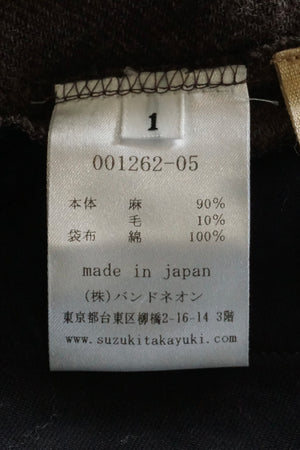 1
001262-05
本体 麻 90%
毛 10%
袋布 綿 100%
made in japan
(株)バンドネオン
東京都台東区柳橋2-16-14 3階
www.suzukitakayuki.com